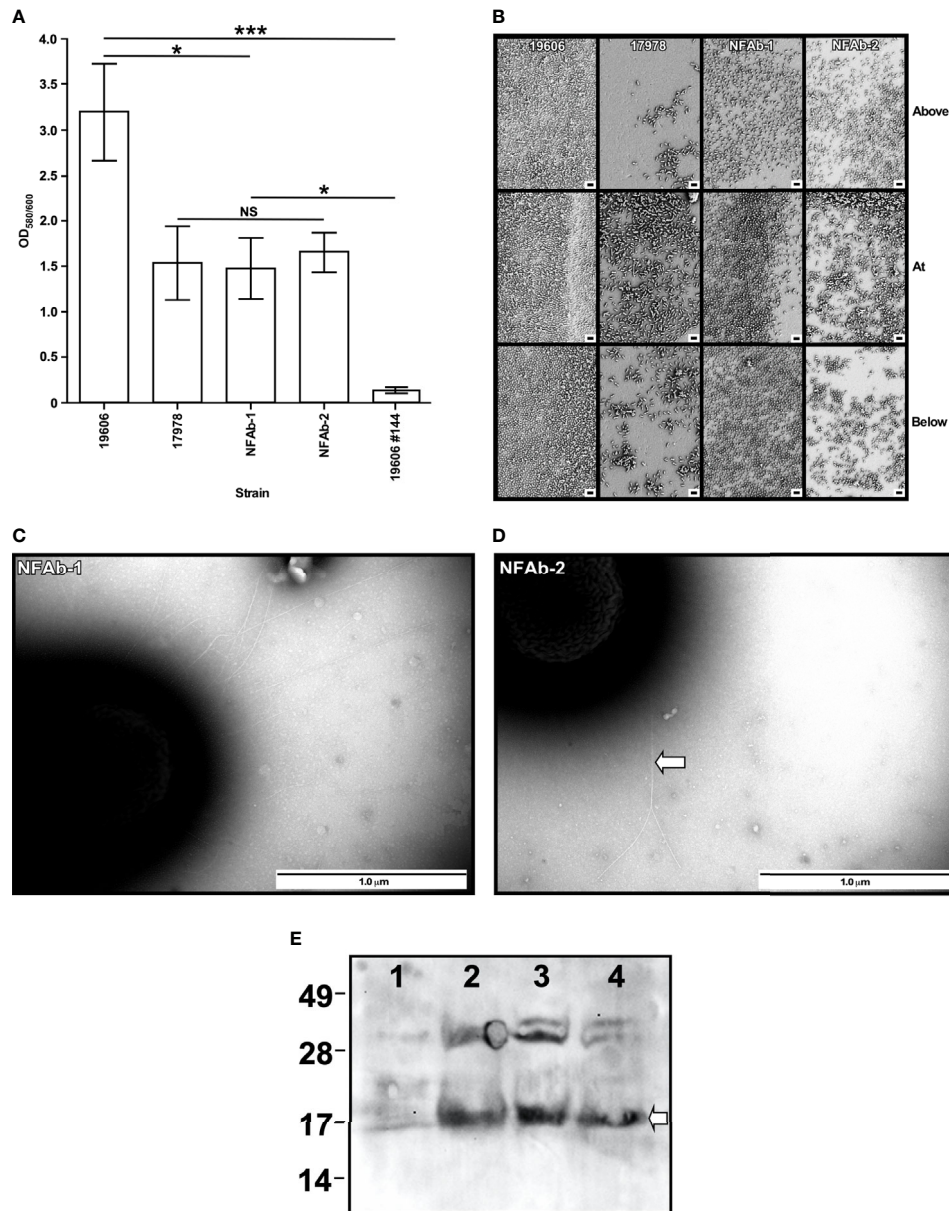 A
***
*
*
NS
4.0
3.5
3.0
2.5
2.0
1.5
1.0
0.5
0
OD580/600
19606
17978
NFAb-1
NFAb-2
19606 #144
Strain
B
19606
17978
NFAb-1
NFAb-2
Above
At
Below
C
NFAb-1
1.0 μm
D
NFAb-2
1.0 μm
E
1 2 3 4
49
28
17
14